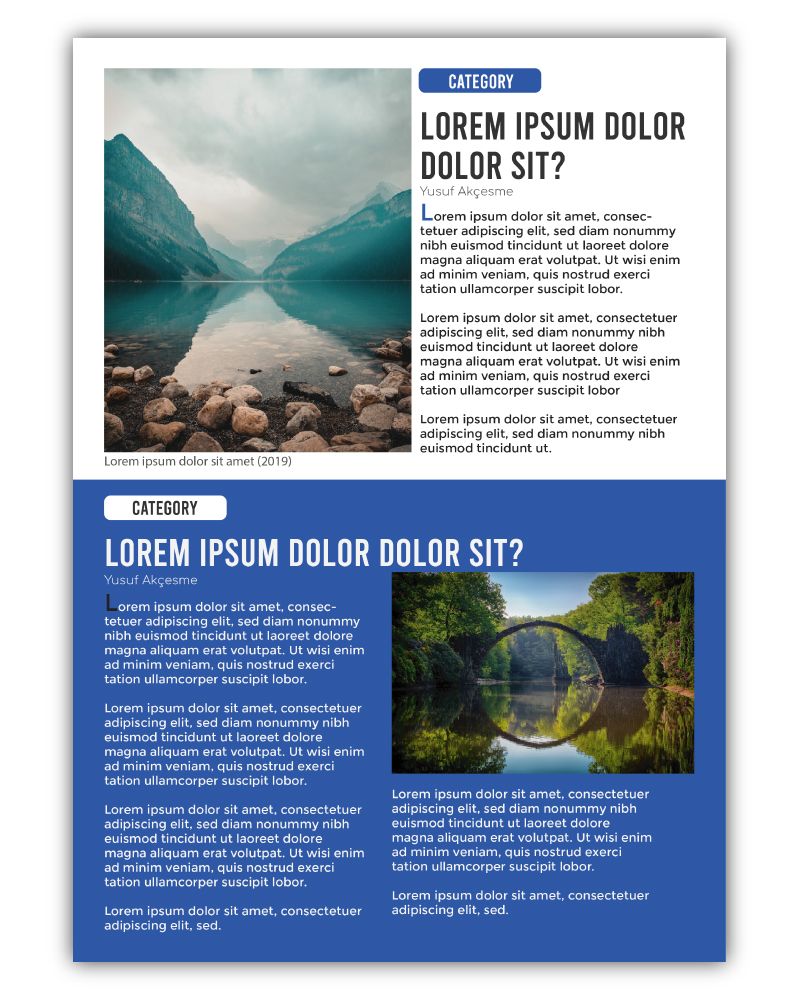 CATEGORY
LOREM IPSUM DOLOR
DOLOR SIT?
Yusuf Akçesme
Lorem ipsum dolor sit amet, consec-
tetuer adipiscing elit, sed diam nonummy
nibh euismod tincidunt ut laoreet dolore
magna aliquam erat volutpat. Ut wisi enim
ad minim veniam, quis nostrud exerci
tation ullamcorper suscipit lobor.
Lorem ipsum dolor sit amet, consectetuer
adipiscing elit, sed diam nonummy nibh
euismod tincidunt ut laoreet dolore
magna aliquam erat volutpat. Ut wisi enim
ad minim veniam, quis nostrud exerci
tation ullamcorper suscipit lobor
Lorem ipsum dolor sit amet, consectetuer
adipiscing elit, sed diam nonummy nibh
euismod tincidunt ut.
Lorem ipsum dolor sit amet (2019)
CATEGORY
LOREM IPSUM DOLOR DOLOR SIT?
Yusuf Akçesme
Lorem ipsum dolor sit amet, consec-
tetuer adipiscing elit, sed diam nonummy
nibh euismod tincidunt ut laoreet dolore
magna aliquam erat volutpat. Ut wisi enim
ad minim veniam, quis nostrud exerci
tation ullamcorper suscipit lobor.
Lorem ipsum dolor sit amet, consectetuer
adipiscing elit, sed diam nonummy nibh
euismod tincidunt ut laoreet dolore
magna aliquam erat volutpat. Ut wisi enim
ad minim veniam, quis nostrud exerci
tation ullamcorper suscipit lobor.
Lorem ipsum dolor sit amet, consectetuer
adipiscing elit, sed diam nonummy nibh
euismod tincidunt ut laoreet dolore
magna aliquam erat volutpat. Ut wisi enim
ad minim veniam, quis nostrud exerci
tation ullamcorper suscipit lobor.
Lorem ipsum dolor sit amet, consectetuer
adipiscing elit, sed.
Lorem ipsum dolor sit amet, consectetuer
adipiscing elit, sed diam nonummy nibh
euismod tincidunt ut laoreet dolore
magna aliquam erat volutpat. Ut wisi enim
ad minim veniam, quis nostrud exerci
tation ullamcorper suscipit lobor.
Lorem ipsum dolor sit amet, consectetuer
adipiscing elit, sed.